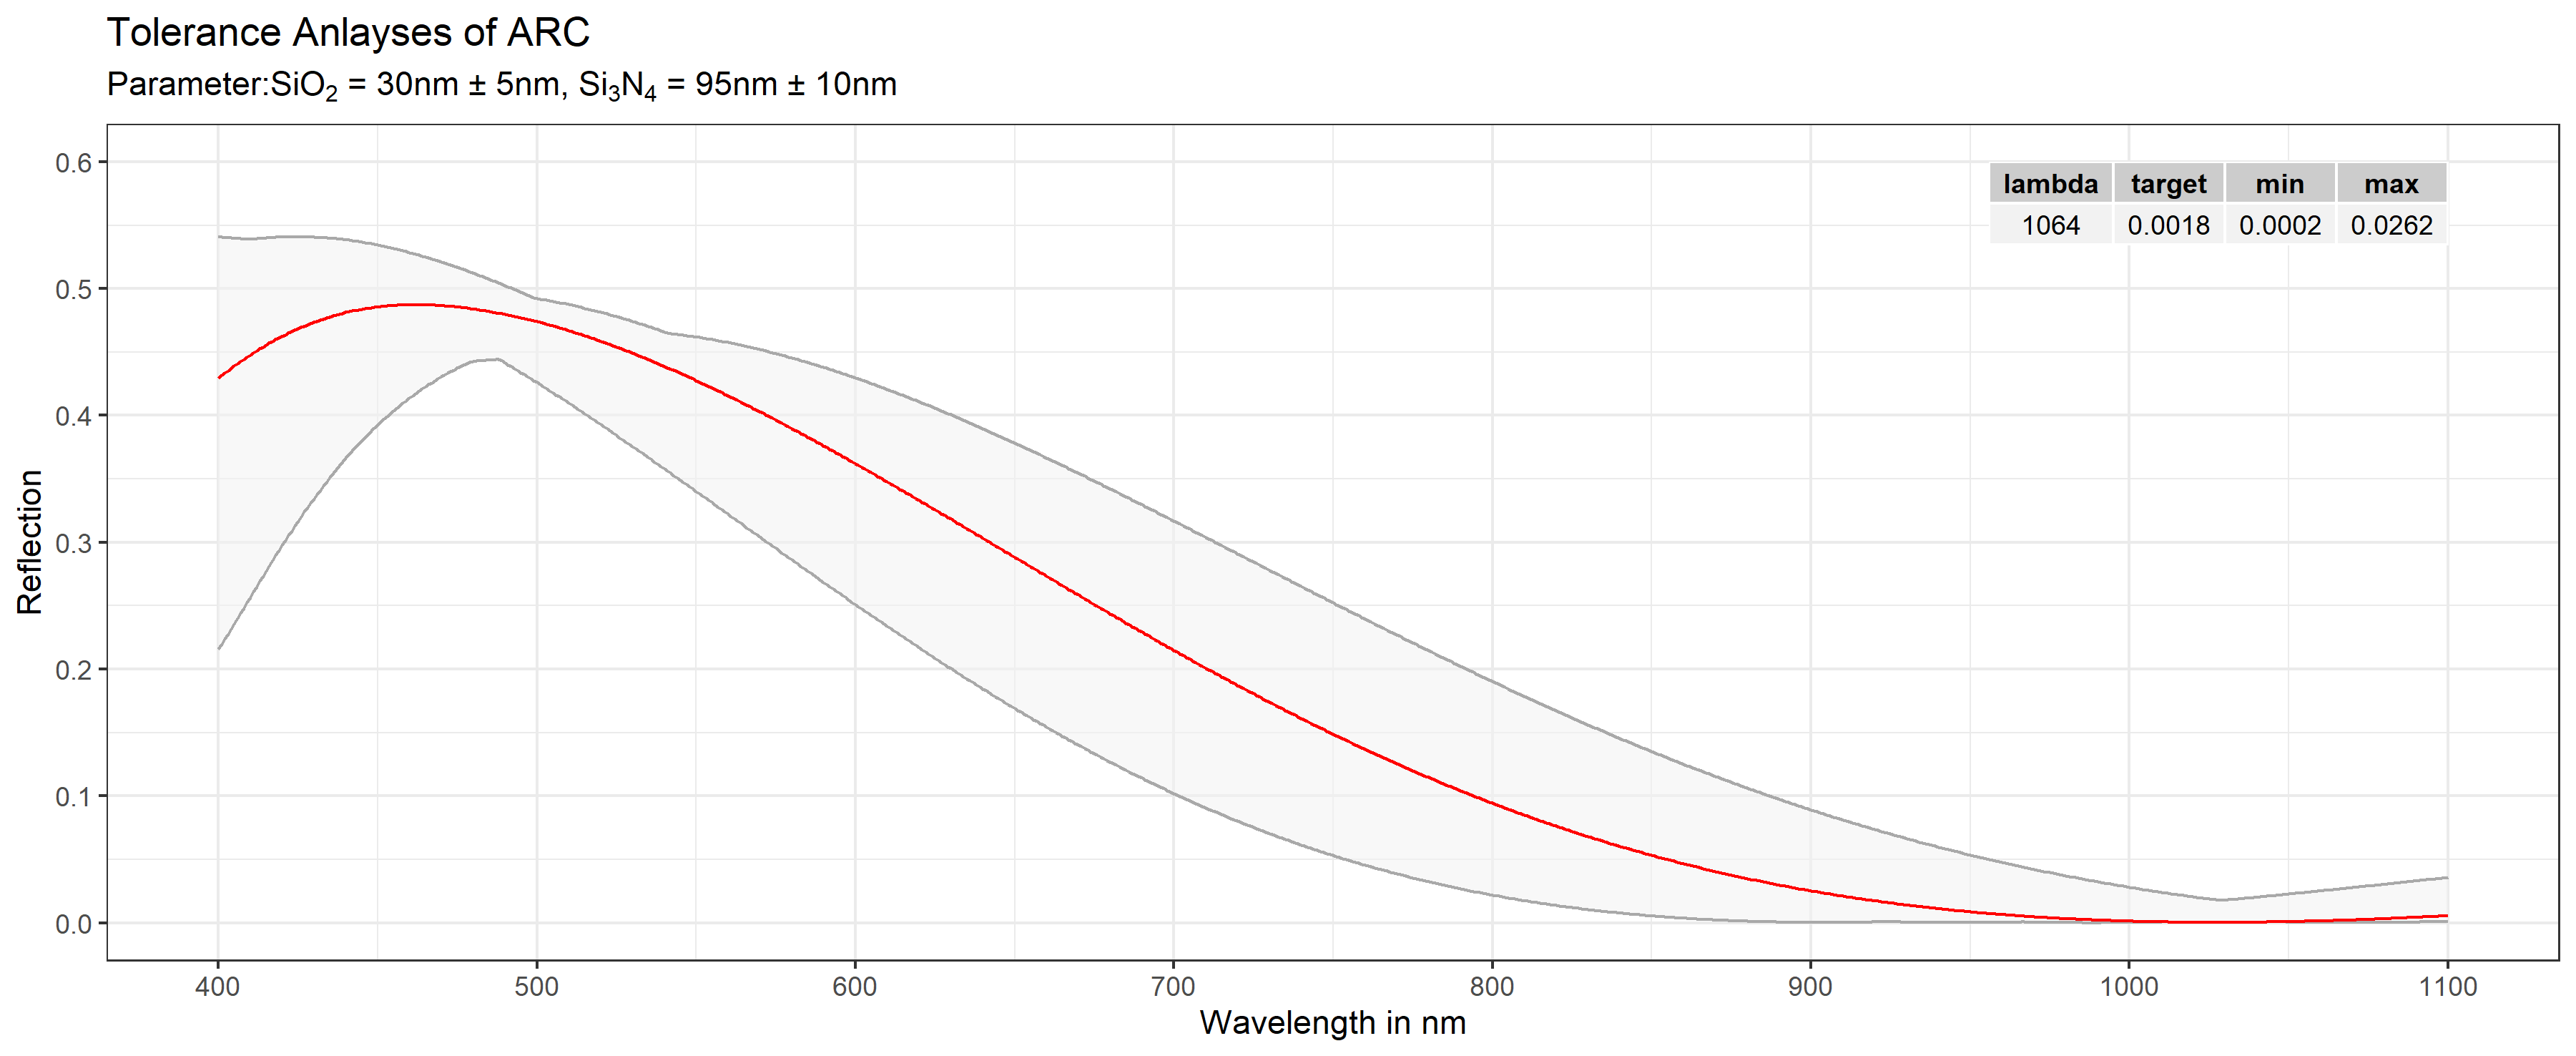 Tolerance Anlayses of ARC
Parameter:SiO₂ = 30nm ± 5nm, Si₃N₄ = 95nm ± 10nm
lambda target min max
1064 0.0018 0.0002 0.0262
0.6
0.5
0.4
0.3
0.2
0.1
0.0
Reflection
400 500 600 700 800 900 1000 1100
Wavelength in nm